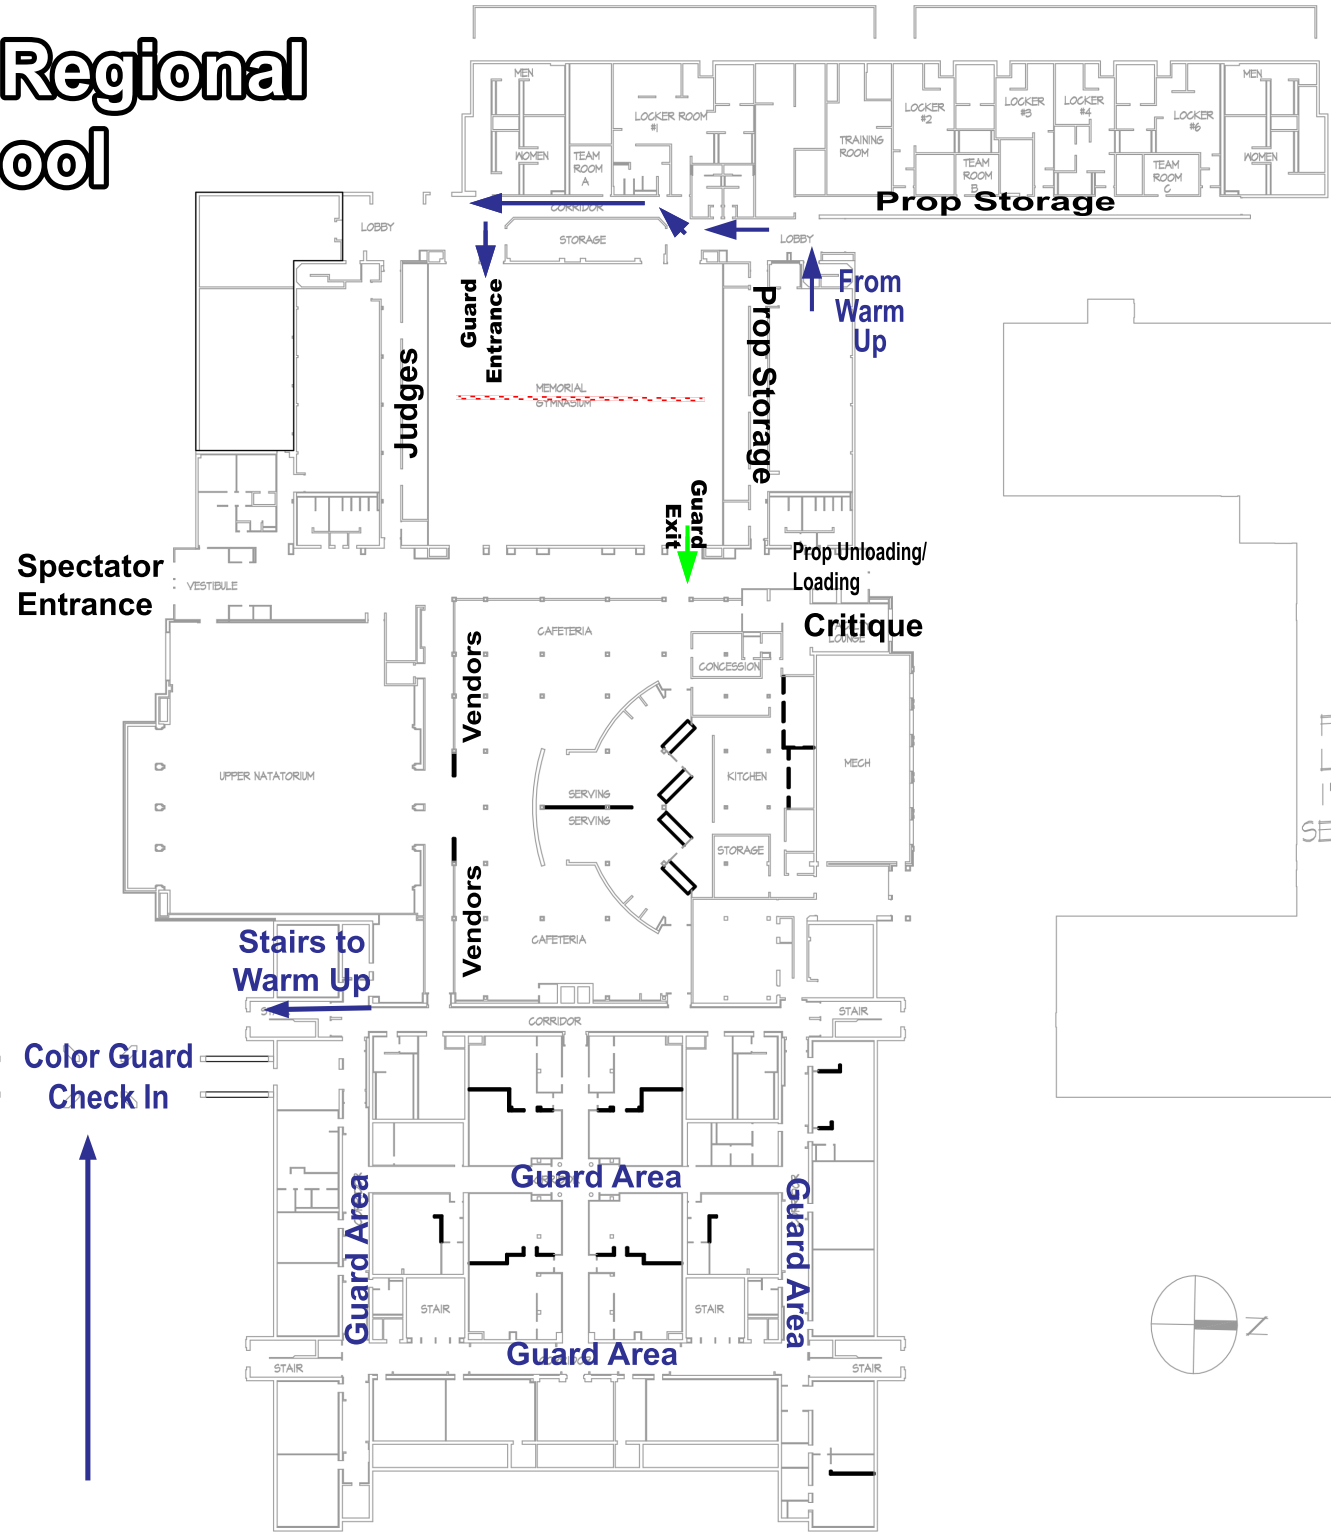 Regional
ool
MEN
WOMEN
TEAM
ROOM
A
LOCKER ROOM
#1
TRAINING
ROOM
LOCKER
#2
TEAM
ROOM
B
LOCKER
#3
LOCKER
#4
LOCKER
#6
TEAM
ROOM
C
MEN
WOMEN
Prop Storage
CORRIDOR
LOBBY
STORAGE
LOBBY
From
Warm
Up
Guard
Entrance
Prop Storage
Judges
MEMORIAL
GYMNASIUM
Guard
Exit
Prop Unloading/
Loading
Spectator
Entrance
VESTIBULE
CAFETERIA
Critique
LOUNGE
CONCESSION
Vendors
UPPER NATATORIUM
SERVING
SERVING
KITCHEN
MECH
STORAGE
SE
Vendors
CAFETERIA
Stairs to
Warm Up
STAIR
CORRIDOR
Color Guard
Check In
Guard Area
Guard Area
Guard Area
STAIR
STAIR
Guard Area
STAIR
STAIR
N